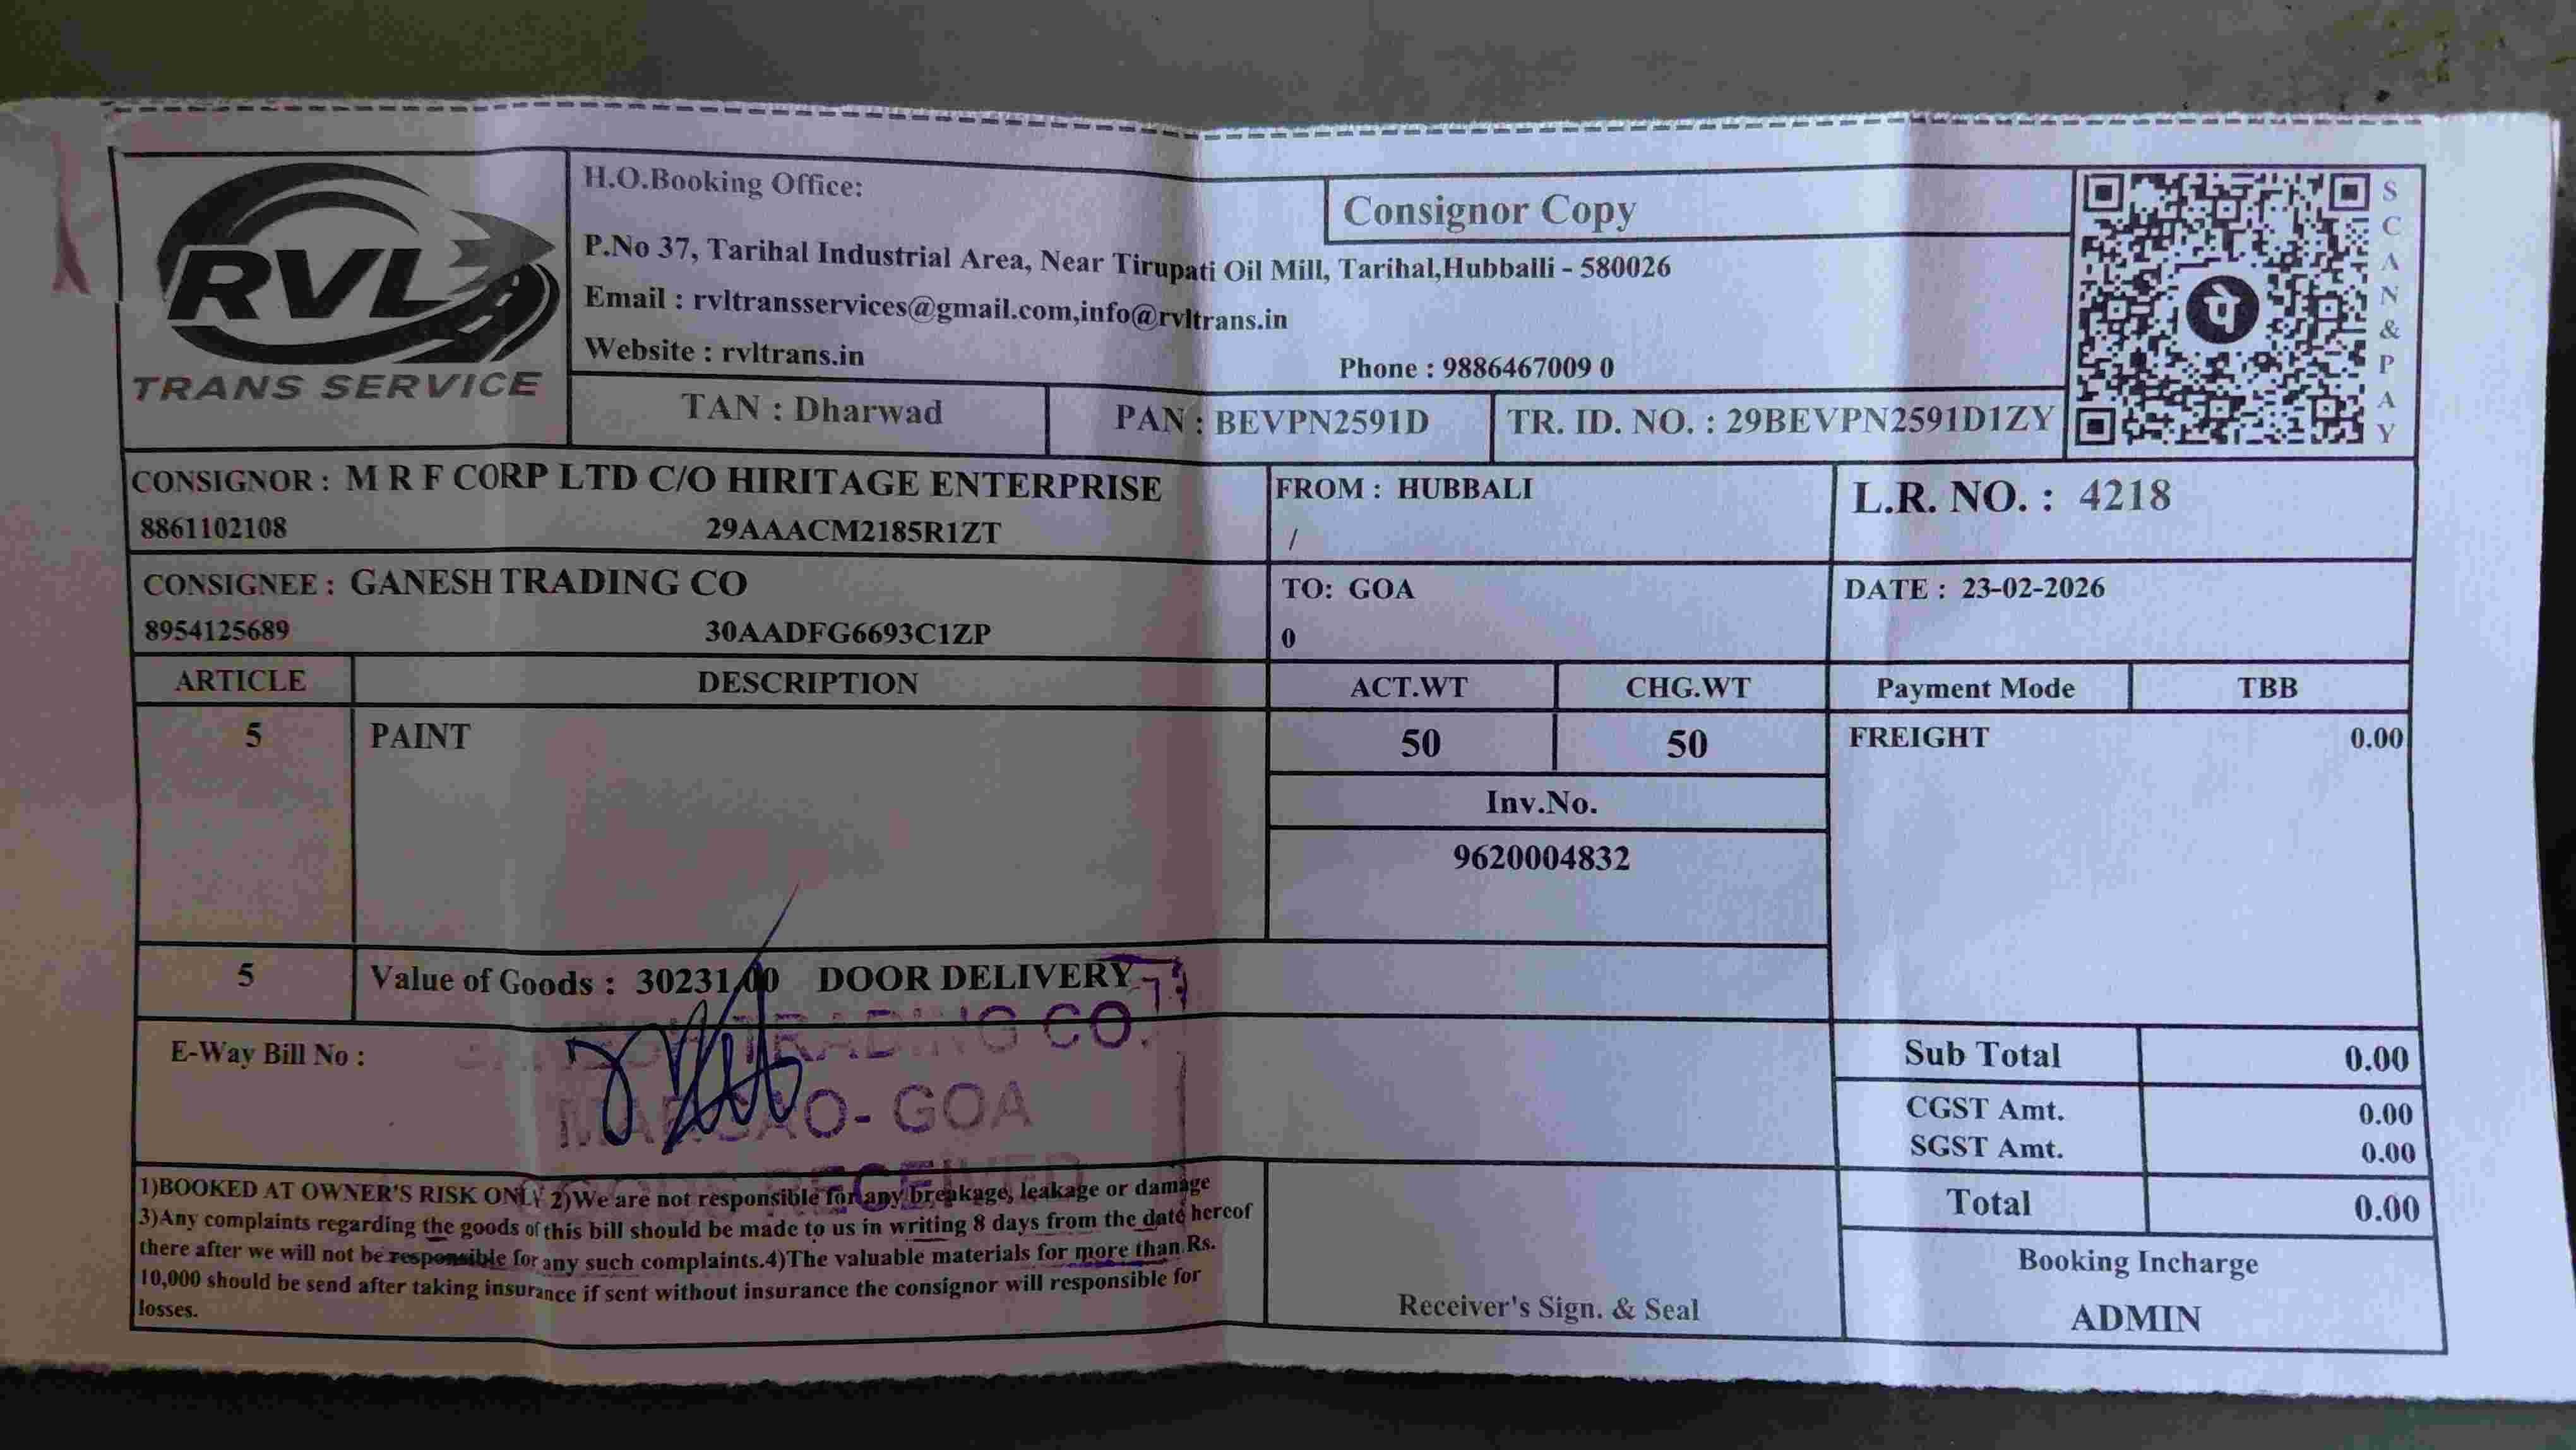 RVL
TRANS SERVICE
H.O.Booking Office:
Consignor Copy
P.No 37, Tarihal Industrial Area, Near Tirupati Oil Mill, Tarihal,Hubballi - 580026
Email : rvltransservices@gmail.com,info@rvltrans.in
Website : rvltrans.in
Phone : 9886467009 0
SCAN&PAY
पे
TAN : Dharwad
PAN : BEVPN2591D
TR. ID. NO. : 29BEVPN2591D1ZY
CONSIGNOR : M R F CORP LTD C/O HIRITAGE ENTERPRISE
8861102108 29AAACM2185R1ZT
FROM : HUBBALI
/
L.R. NO. : 4218
CONSIGNEE : GANESH TRADING CO
8954125689 30AADFG6693C1ZP
TO: GOA
0
DATE : 23-02-2026
ARTICLE DESCRIPTION ACT.WT CHG.WT Payment Mode TBB
5 PAINT 50 50 FREIGHT 0.00
Inv.No.
9620004832
5 Value of Goods : 30231.00 DOOR DELIVERY
E-Way Bill No :
TRADING CO.
MARGAO- GOA
RECEIVER
Sub Total 0.00
CGST Amt. 0.00
SGST Amt. 0.00
Total 0.00
1)BOOKED AT OWNER'S RISK ONLY 2)We are not responsible for any breakage, leakage or damage
3)Any complaints regarding the goods of this bill should be made to us in writing 8 days from the date hereof
there after we will not be responsible for any such complaints.4)The valuable materials for more than Rs.
10,000 should be send after taking insurance if sent without insurance the consignor will responsible for
losses.
Receiver's Sign. & Seal
Booking Incharge
ADMIN